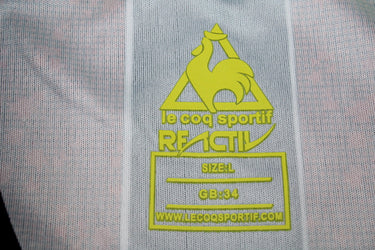 le coq sportif
REACTIV
SIZE:L
GB:34
WWW.LECOQSPORTIF.COM